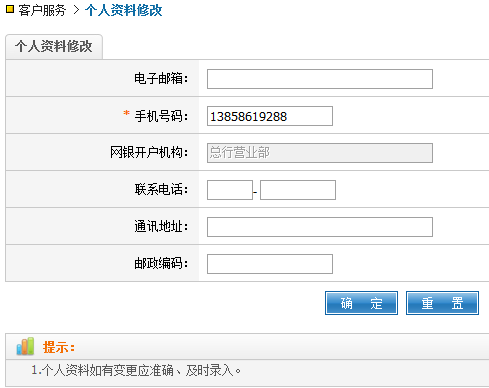 客户服务 > 个人资料修改
个人资料修改
电子邮箱：
* 手机号码： 13858619288
网银开户机构： 总行营业部
联系电话： -
通讯地址：
邮政编码：
确 定 重 置
提示：
1.个人资料如有变更应准确、及时录入。